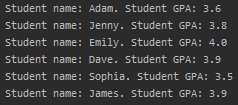 Student name: Adam. Student GPA: 3.6
Student name: Jenny. Student GPA: 3.8
Student name: Emily. Student GPA: 4.0
Student name: Dave. Student GPA: 3.9
Student name: Sophia. Student GPA: 3.5
Student name: James. Student GPA: 3.9